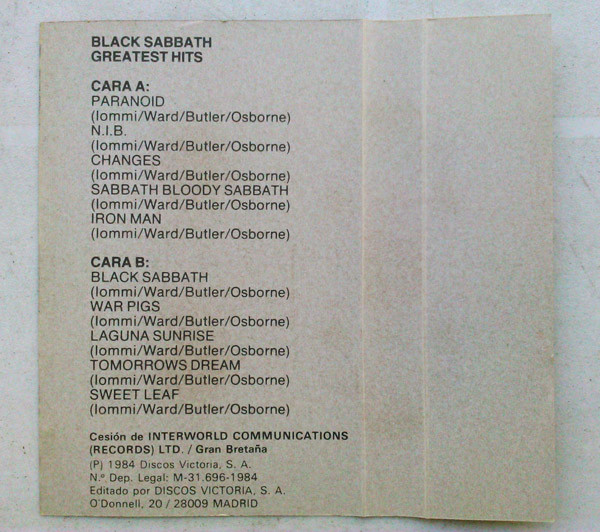 BLACK SABBATH
GREATEST HITS
CARA A:
PARANOID
(Iommi/Ward/Butler/Osborne)
N.I.B.
(Iommi/Ward/Butler/Osborne)
CHANGES
(Iommi/Ward/Butler/Osborne)
SABBATH BLOODY SABBATH
(Iommi/Ward/Butler/Osborne)
IRON MAN
(Iommi/Ward/Butler/Osborne)
CARA B:
BLACK SABBATH
(Iommi/Ward/Butler/Osborne)
WAR PIGS
(Iommi/Ward/Butler/Osborne)
LAGUNA SUNRISE
(Iommi/Ward/Butler/Osborne)
TOMORROWS DREAM
(Iommi/Ward/Butler/Osborne)
SWEET LEAF
(Iommi/Ward/Butler/Osborne)
Cesión de INTERWORLD COMMUNICATIONS
(RECORDS) LTD. / Gran Bretaña
(P) 1984 Discos Victoria, S. A.
N.º Dep. Legal: M-31.696-1984
Editado por DISCOS VICTORIA, S. A.
O`Donnell, 20 / 28009 MADRID